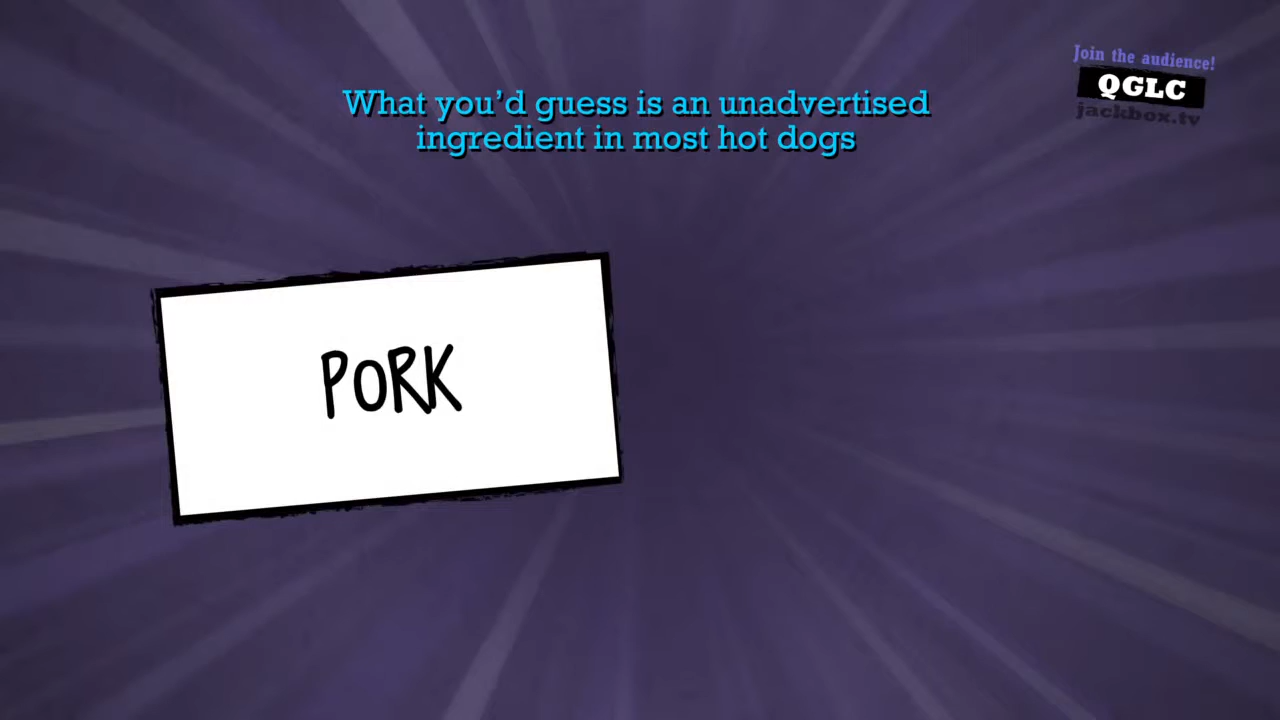 Join the audience!
QGLC
jackbox.tv
What you'd guess is an unadvertised
ingredient in most hot dogs
PORK